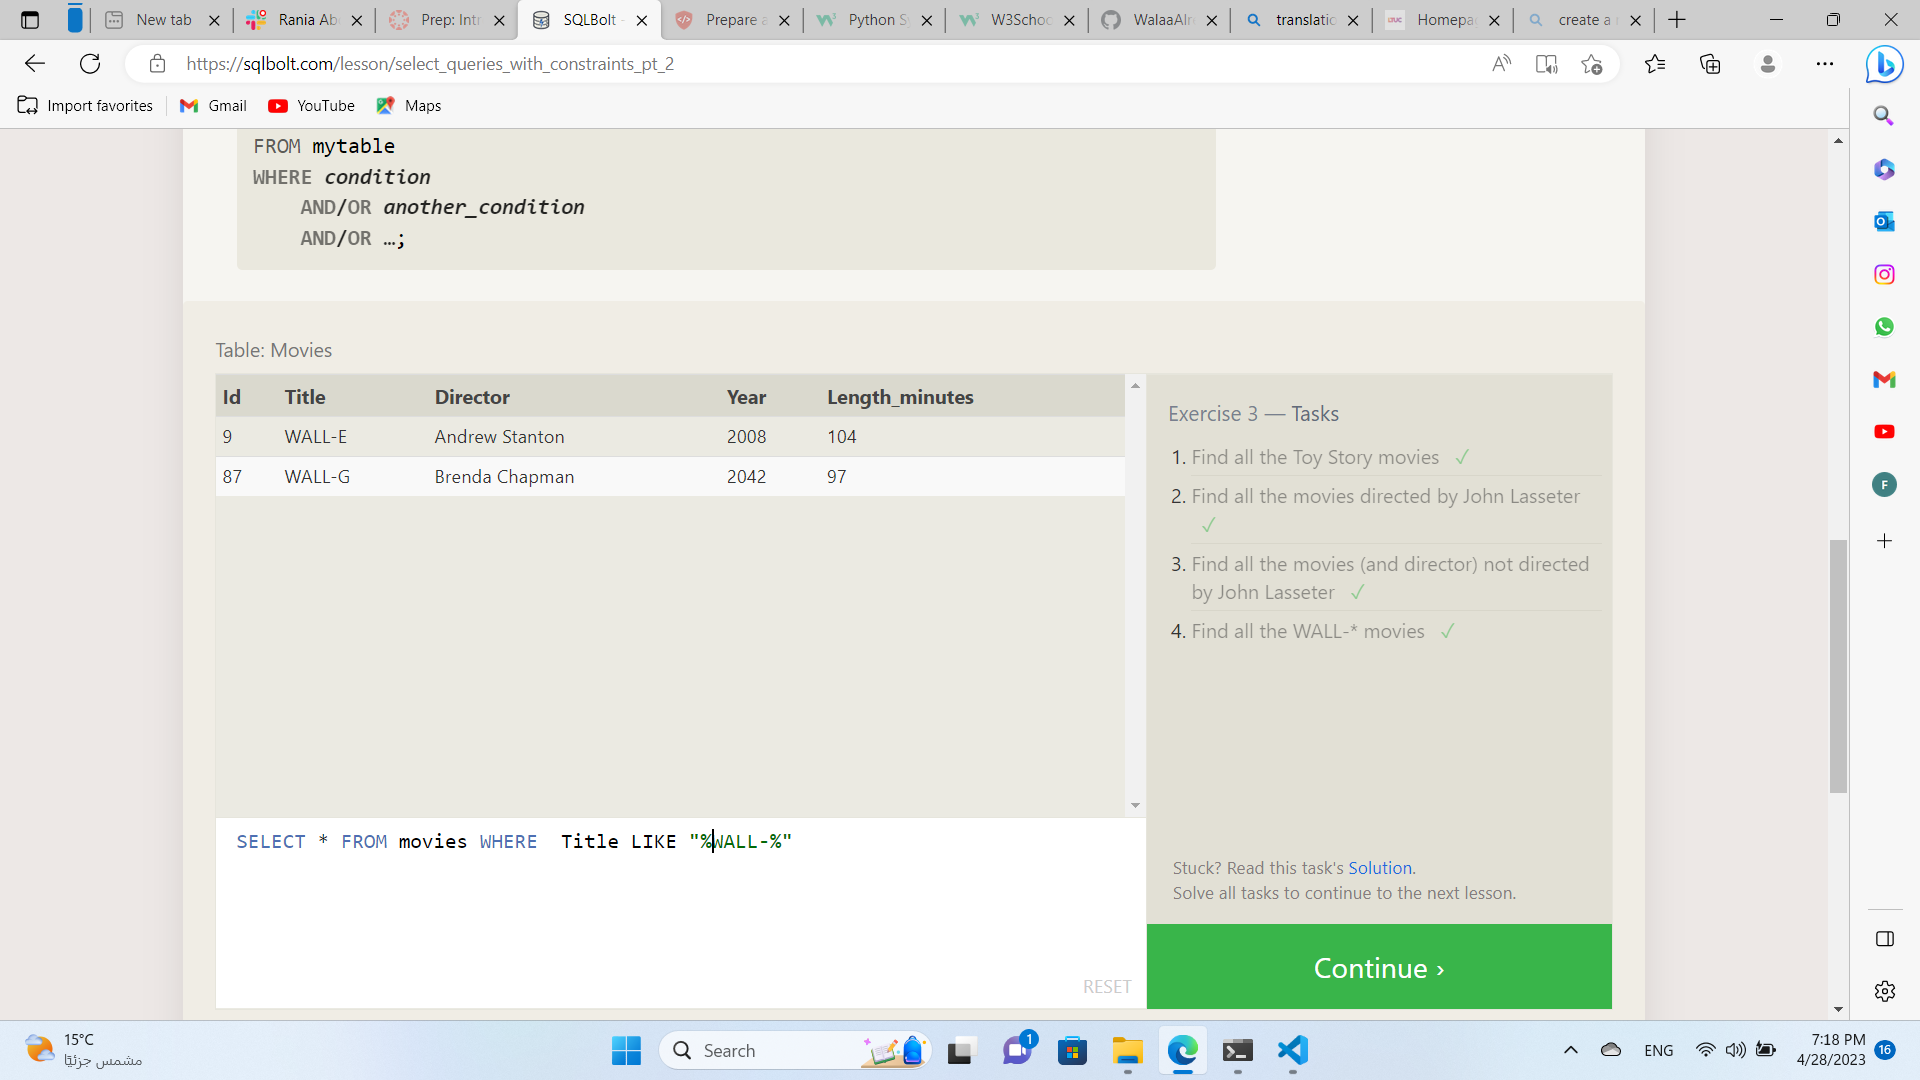 New tab
Rania Ab
Prep: Intr
SQLBolt -
Prepare a
Python S
W3Schoo
WalaaAlr
translatio
Homepa
create a r
https://sqlbolt.com/lesson/select_queries_with_constraints_pt_2
Import favorites
Gmail
YouTube
Maps
FROM mytable
WHERE condition
AND/OR another_condition
AND/OR …;
Table: Movies
Id Title Director Year Length_minutes
9 WALL-E Andrew Stanton 2008 104
87 WALL-G Brenda Chapman 2042 97
Exercise 3 — Tasks
1. Find all the Toy Story movies ✓
2. Find all the movies directed by John Lasseter
✓
3. Find all the movies (and director) not directed
by John Lasseter ✓
4. Find all the WALL-* movies ✓
SELECT * FROM movies WHERE  Title LIKE "%WALL-%"
RESET
Stuck? Read this task's Solution.
Solve all tasks to continue to the next lesson.
Continue ›
F
15°C
مشمس جزئيًا
Search
1
ENG
7:18 PM
4/28/2023
16